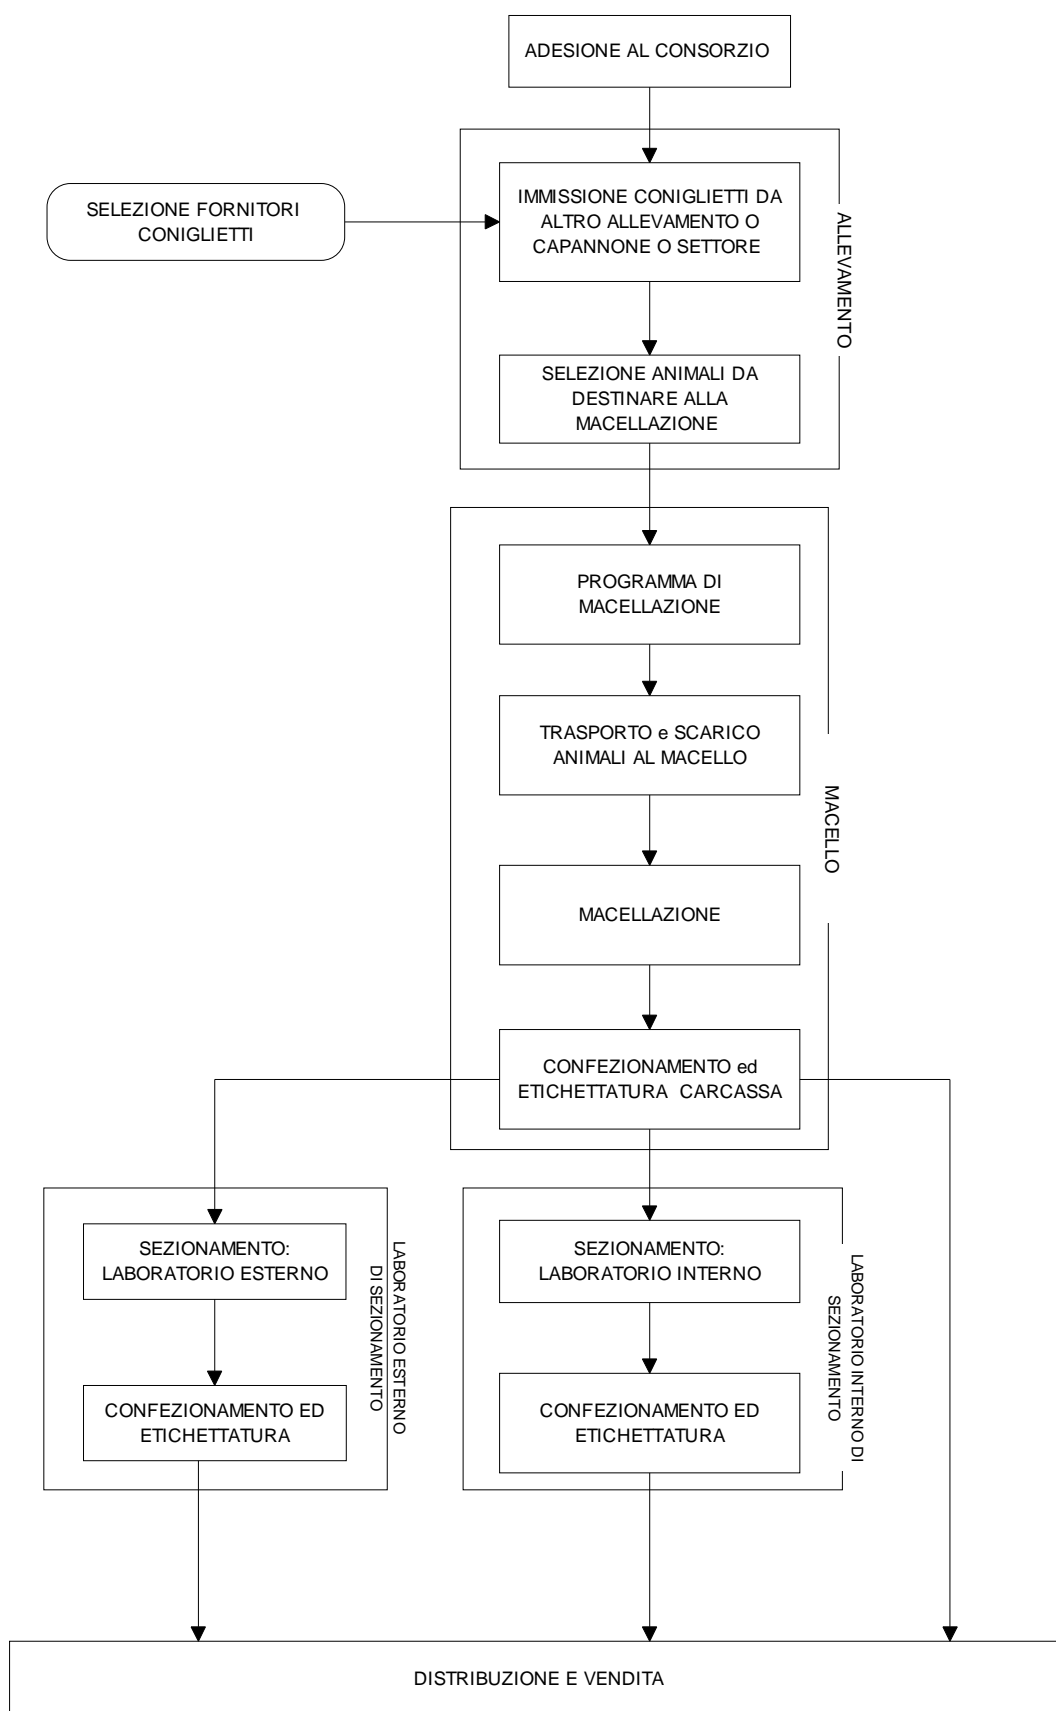 ADESIONE AL CONSORZIO
SELEZIONE FORNITORI
CONIGLIETTI
IMMISSIONE CONIGLIETTI DA
ALTRO ALLEVAMENTO O
CAPANNONE O SETTORE
ALLEVAMENTO
SELEZIONE ANIMALI DA
DESTINARE ALLA
MACELLAZIONE
PROGRAMMA DI
MACELLAZIONE
TRASPORTO e SCARICO
ANIMALI AL MACELLO
MACELLO
MACELLAZIONE
CONFEZIONAMENTO ed
ETICHETTATURA CARCASSA
SEZIONAMENTO:
LABORATORIO ESTERNO
CONFEZIONAMENTO ED
ETICHETTATURA
LABORATORIO ESTERNO
DI SEZIONAMENTO
SEZIONAMENTO:
LABORATORIO INTERNO
CONFEZIONAMENTO ED
ETICHETTATURA
LABORATORIO INTERNO DI
SEZIONAMENTO
DISTRIBUZIONE E VENDITA